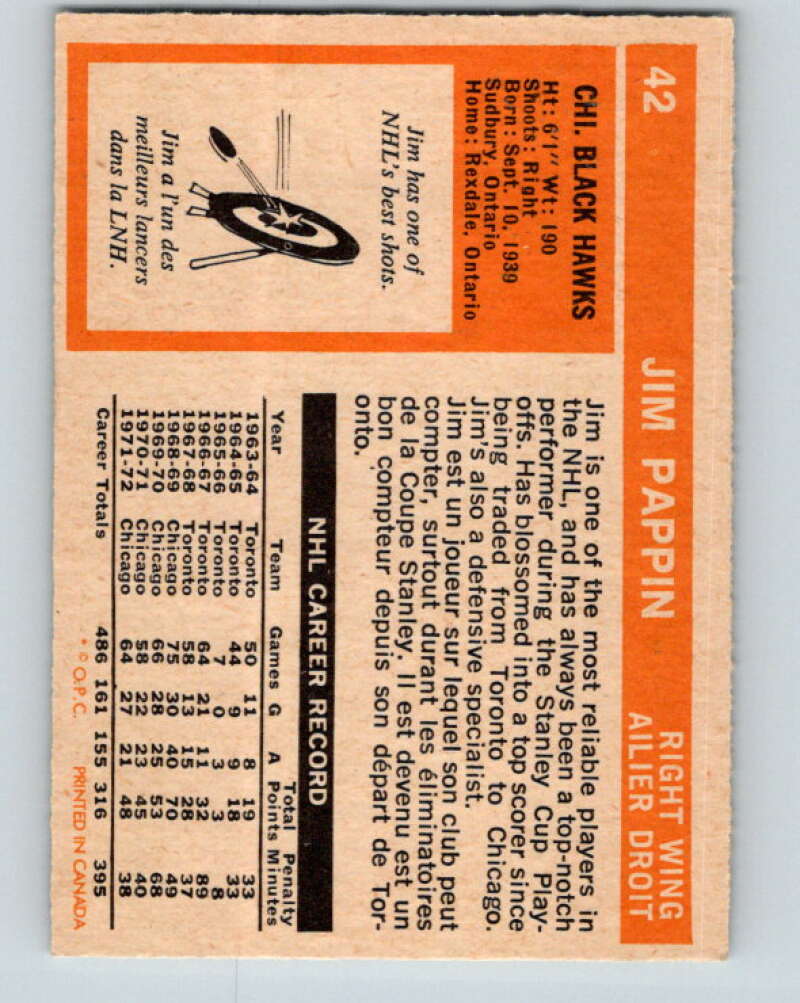 42 JIM PAPPIN RIGHT WING
AILIER DROIT
CHI. BLACK HAWKS
Ht: 6'1" Wt: 190
Shoots: Right
Born: Sept. 10, 1939
Sudbury, Ontario
Home: Rexdale, Ontario
Jim has one of
NHL's best shots.
Jim a l'un des
meilleurs lancers
dans la LNH.
Jim is one of the most reliable players in
the NHL, and has always been a top-notch
performer during the Stanley Cup Play-
offs. Has blossomed into a top scorer since
being traded from Toronto to Chicago.
Jim's also a defensive specialist.
Jim est un joueur sur lequel son club peut
compter, surtout durant les éliminatoires
de la Coupe Stanley. Il est devenu est un
bon compteur depuis son départ de Tor-
onto.
NHL CAREER RECORD
Total Penalty
Year Team Games G A Points Minutes
1963-64 Toronto 50 11 8 19 33
1964-65 Toronto 44 9 9 18 33
1965-66 Toronto 7 0 3 3 8
1966-67 Toronto 64 21 11 32 89
1967-68 Toronto 58 13 15 28 37
1968-69 Chicago 75 30 40 70 49
1969-70 Chicago 66 28 25 53 68
1970-71 Chicago 58 22 23 45 40
1971-72 Chicago 64 27 21 48 38
Career Totals 486 161 155 316 395
* © O.P.C. PRINTED IN CANADA